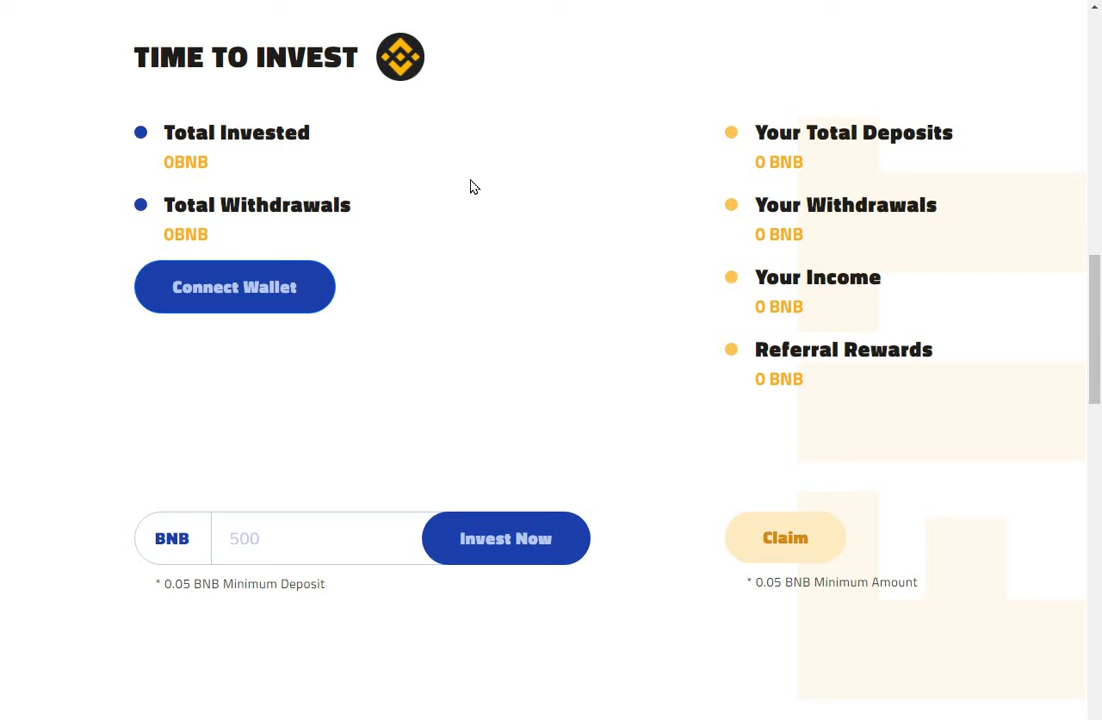 TIME TO INVEST
Total Invested
0BNB
Total Withdrawals
0BNB
Connect Wallet
Your Total Deposits
0 BNB
Your Withdrawals
0 BNB
Your Income
0 BNB
Referral Rewards
0 BNB
BNB 500 Invest Now
* 0.05 BNB Minimum Deposit
Claim
* 0.05 BNB Minimum Amount